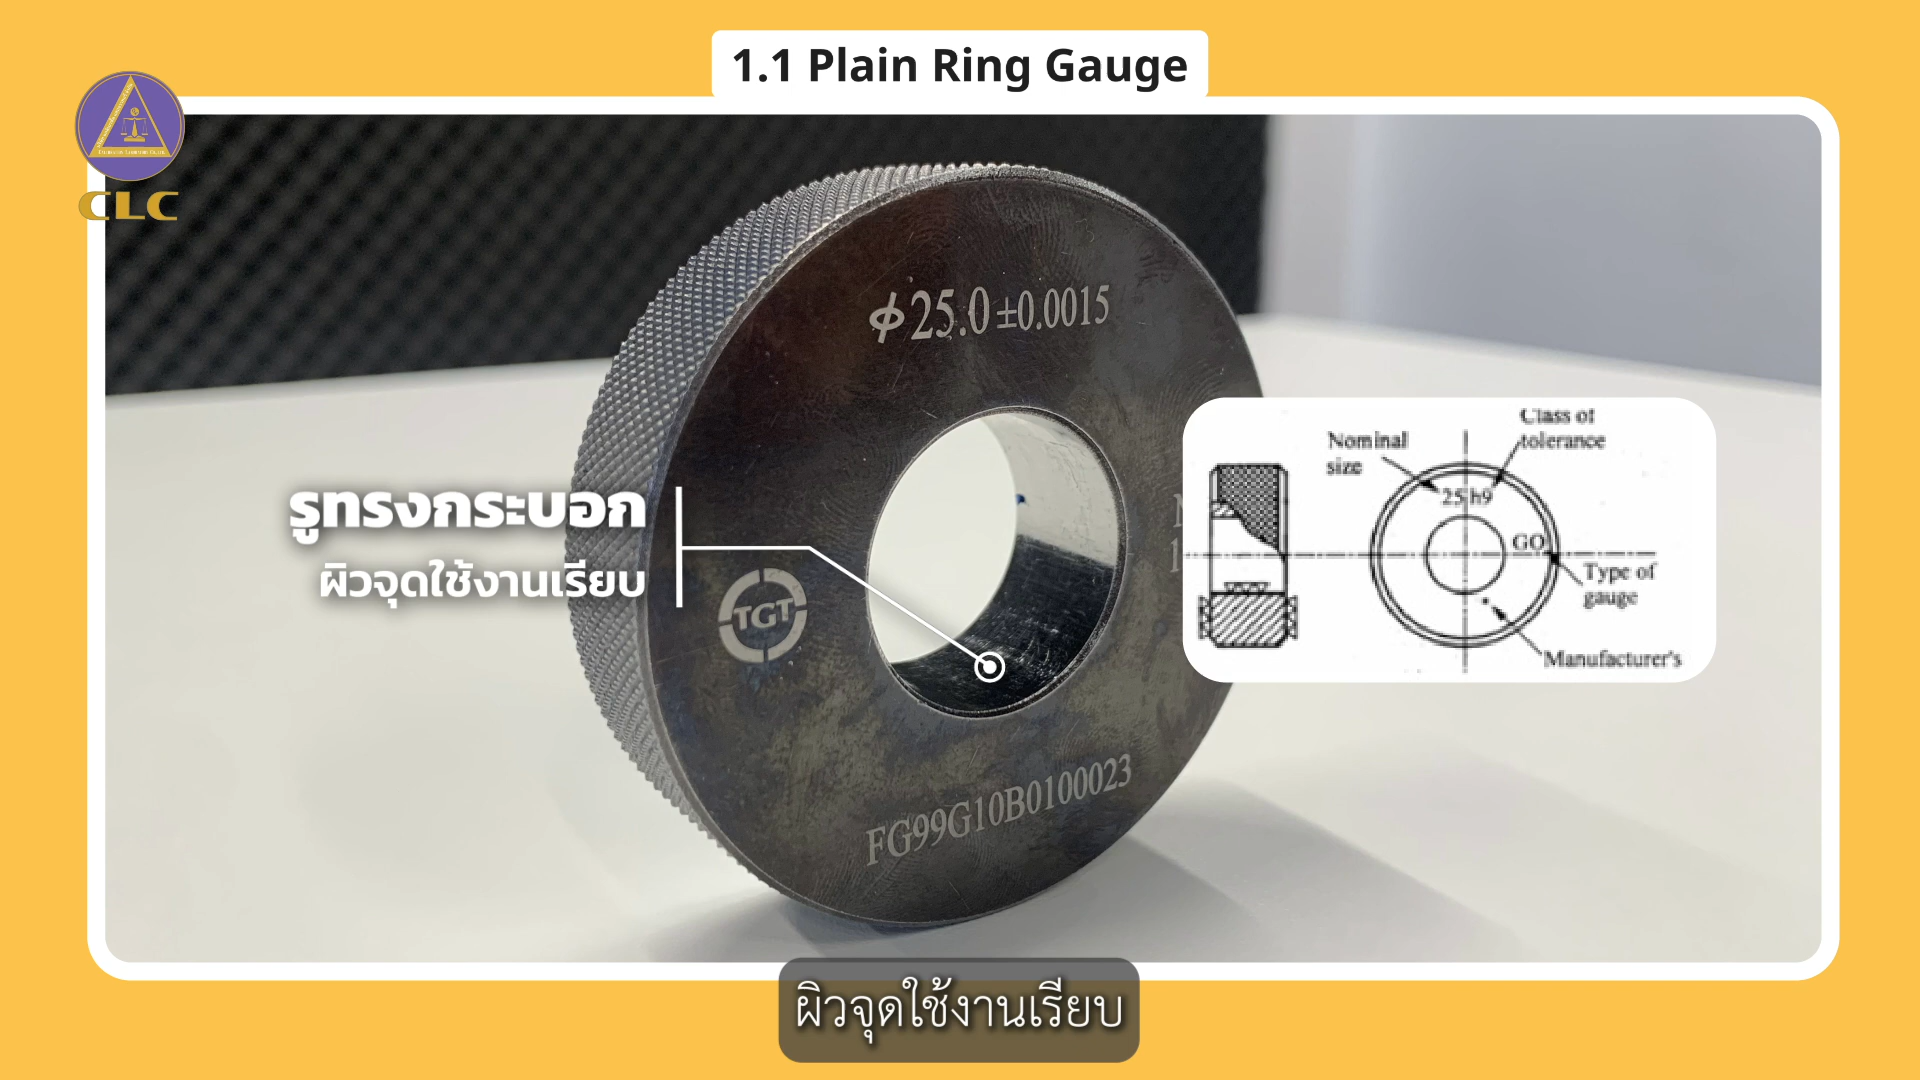 1.1 Plain Ring Gauge
CLC
ϕ25.0±0.0015
รูทรงกระบอก
ผิวจุดใช้งานเรียบ
TGT
FG99G10B0100023
Class of
tolerance
Nominal
size
25 h9
GO
Type of
gauge
Manufacturer's
ผิวจุดใช้งานเรียบ